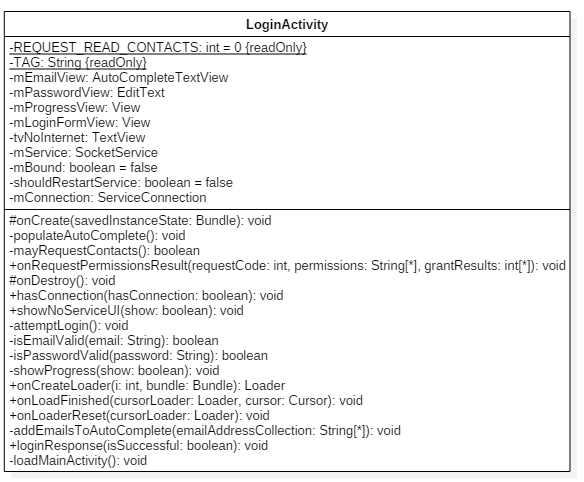 LoginActivity
-REQUEST_READ_CONTACTS: int = 0 {readOnly}
-TAG: String {readOnly}
-mEmailView: AutoCompleteTextView
-mPasswordView: EditText
-mProgressView: View
-mLoginFormView: View
-tvNoInternet: TextView
-mService: SocketService
-mBound: boolean = false
-shouldRestartService: boolean = false
-mConnection: ServiceConnection
#onCreate(savedInstanceState: Bundle): void
-populateAutoComplete(): void
-mayRequestContacts(): boolean
+onRequestPermissionsResult(requestCode: int, permissions: String[*], grantResults: int[*]): void
#onDestroy(): void
+hasConnection(hasConnection: boolean): void
+showNoServiceUI(show: boolean): void
-attemptLogin(): void
-isEmailValid(email: String): boolean
-isPasswordValid(password: String): boolean
-showProgress(show: boolean): void
+onCreateLoader(i: int, bundle: Bundle): Loader
+onLoadFinished(cursorLoader: Loader, cursor: Cursor): void
+onLoaderReset(cursorLoader: Loader): void
-addEmailsToAutoComplete(emailAddressCollection: String[*]): void
+loginResponse(isSuccessful: boolean): void
-loadMainActivity(): void